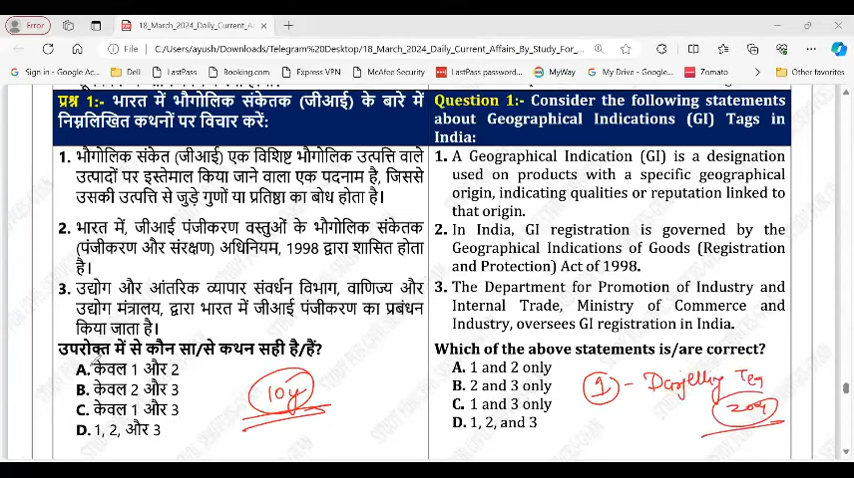 Error
18_March_2024_Daily_Current_A
File
C:/Users/ayush/Downloads/Telegram%20Desktop/18_March_2024_Daily_Current_Affairs_By_Study_For_
Sign in - Google Ac...
Dell
LastPass
Booking.com
Express VPN
McAfee Security
LastPass password...
MyWay
My Drive - Google...
Zomato
Other favorites
प्रश्न 1:- भारत में भौगोलिक संकेतक (जीआई) के बारे में
निम्नलिखित कथनों पर विचार करें:
1. भौगोलिक संकेत (जीआई) एक विशिष्ट भौगोलिक उत्पत्ति वाले
उत्पादों पर इस्तेमाल किया जाने वाला एक पदनाम है, जिससे
उसकी उत्पत्ति से जुड़े गुणों या प्रतिष्ठा का बोध होता है।
2. भारत में, जीआई पंजीकरण वस्तुओं के भौगोलिक संकेतक
(पंजीकरण और संरक्षण) अधिनियम, 1998 द्वारा शासित होता
है।
3. उद्योग और आंतरिक व्यापार संवर्धन विभाग, वाणिज्य और
उद्योग मंत्रालय, द्वारा भारत में जीआई पंजीकरण का प्रबंधन
किया जाता है।
उपरोक्त में से कौन सा/से कथन सही है/हैं?
A. केवल 1 और 2
B. केवल 2 और 3
C. केवल 1 और 3
D. 1, 2, और 3
10y
Question 1:- Consider the following statements
about Geographical Indications (GI) Tags in
India:
1. A Geographical Indication (GI) is a designation
used on products with a specific geographical
origin, indicating qualities or reputation linked to
that origin.
2. In India, GI registration is governed by the
Geographical Indications of Goods (Registration
and Protection) Act of 1998.
3. The Department for Promotion of Industry and
Internal Trade, Ministry of Commerce and
Industry, oversees GI registration in India.
Which of the above statements is/are correct?
A. 1 and 2 only
B. 2 and 3 only
C. 1 and 3 only
D. 1, 2, and 3
1 - Darjelling Tea